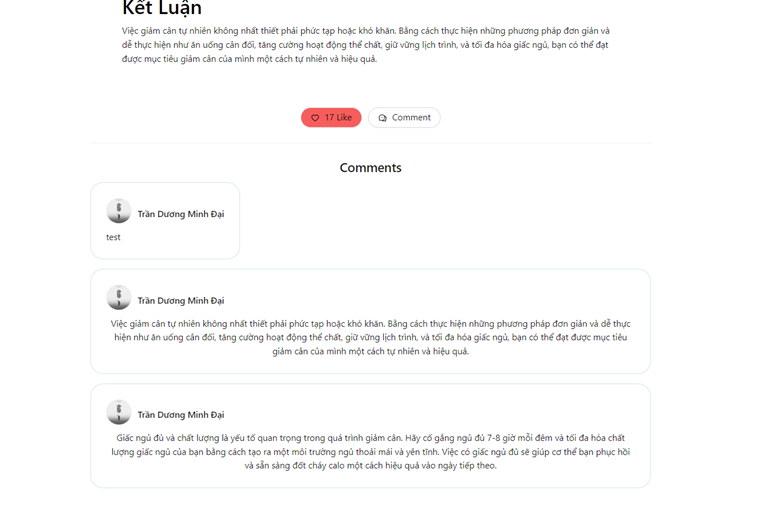 Kết Luận
Việc giảm cân tự nhiên không nhất thiết phải phức tạp hoặc khó khăn. Bằng cách thực hiện những phương pháp đơn giản và
dễ thực hiện như ăn uống cân đối, tăng cường hoạt động thể chất, giữ vững lịch trình, và tối đa hóa giấc ngủ, bạn có thể đạt
được mục tiêu giảm cân của mình một cách tự nhiên và hiệu quả.
17 Like
Comment
Comments
Trần Dương Minh Đại
test
Trần Dương Minh Đại
Việc giảm cân tự nhiên không nhất thiết phải phức tạp hoặc khó khăn. Bằng cách thực hiện những phương pháp đơn giản và dễ thực
hiện như ăn uống cân đối, tăng cường hoạt động thể chất, giữ vững lịch trình, và tối đa hóa giấc ngủ, bạn có thể đạt được mục tiêu
giảm cân của mình một cách tự nhiên và hiệu quả.
Trần Dương Minh Đại
Giấc ngủ đủ và chất lượng là yếu tố quan trọng trong quá trình giảm cân. Hãy cố gắng ngủ đủ 7-8 giờ mỗi đêm và tối đa hóa chất
lượng giấc ngủ của bạn bằng cách tạo ra một môi trường ngủ thoải mái và yên tĩnh. Việc có giấc ngủ đủ sẽ giúp cơ thể bạn phục hồi
và sẵn sàng đốt cháy calo một cách hiệu quả vào ngày tiếp theo.